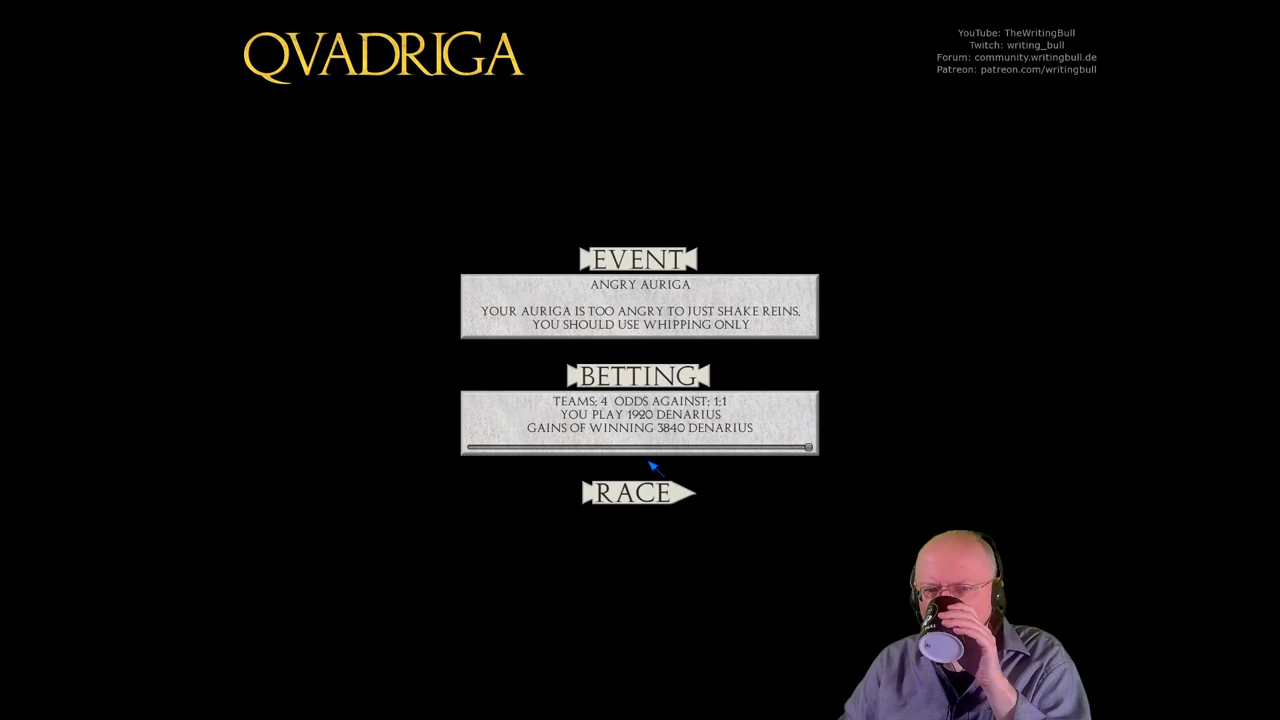 QVADRIGA
YouTube: TheWritingBull
Twitch: writing_bull
Forum: community.writingbull.de
Patreon: patreon.com/writingbull
EVENT
ANGRY AURIGA
YOUR AURIGA IS TOO ANGRY TO JUST SHAKE REINS,
YOU SHOULD USE WHIPPING ONLY
BETTING
TEAMS: 4 ODDS AGAINST: 1:1
YOU PLAY 1920 DENARIUS
GAINS OF WINNING 3840 DENARIUS
RACE